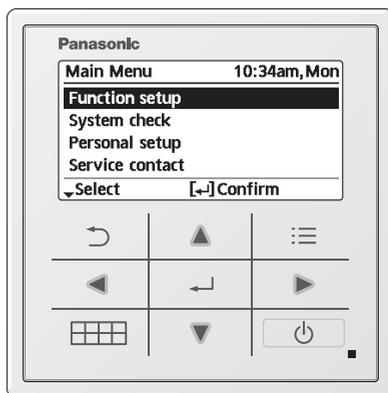 Panasonic
Main Menu 10:34am,Mon
Function setup
System check
Personal setup
Service contact
Select [↵]Confirm